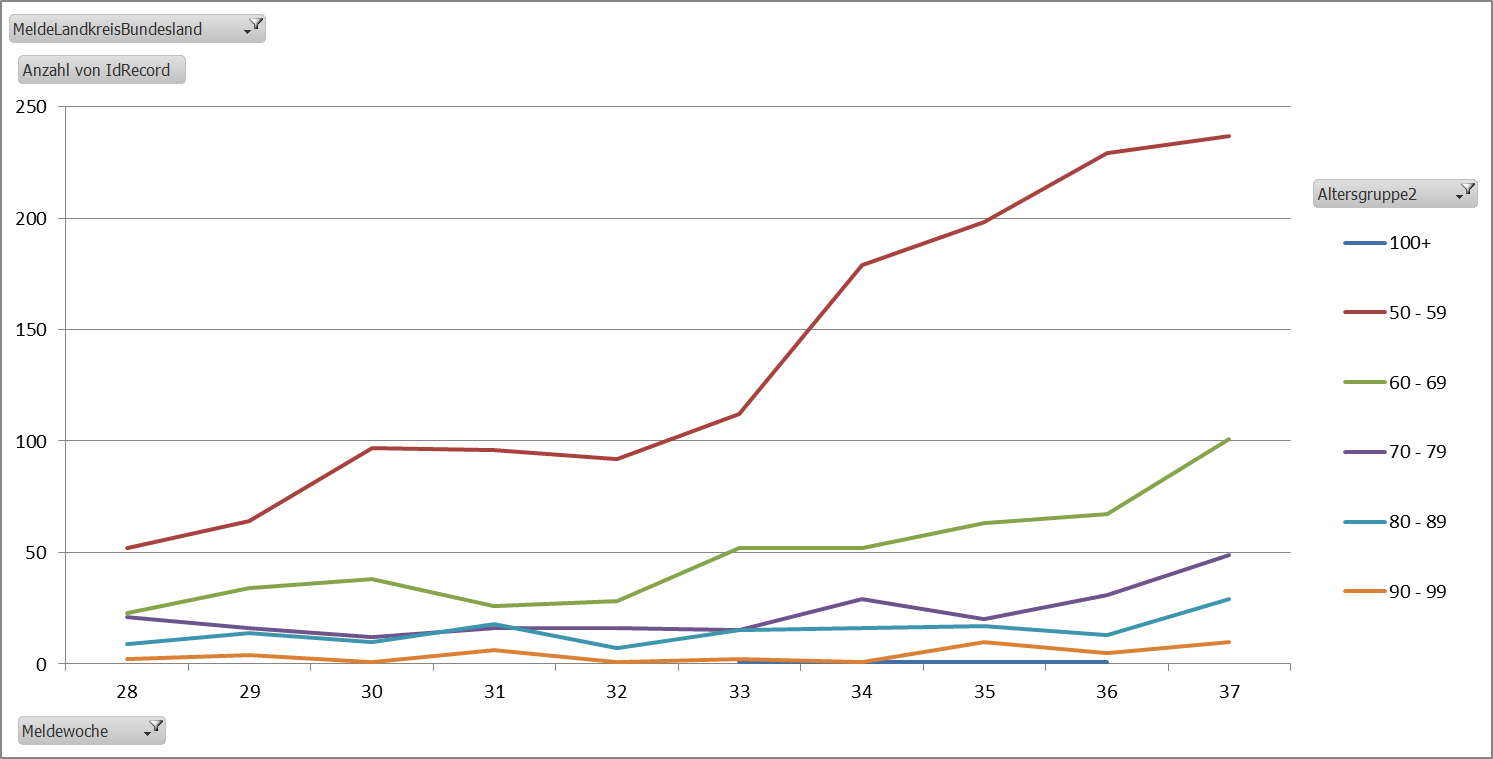 MeldeLandkreisBundesland
Anzahl von IdRecord
250
200
150
100
50
0
28 29 30 31 32 33 34 35 36 37
Meldewoche
Altersgruppe2
100+
50 - 59
60 - 69
70 - 79
80 - 89
90 - 99